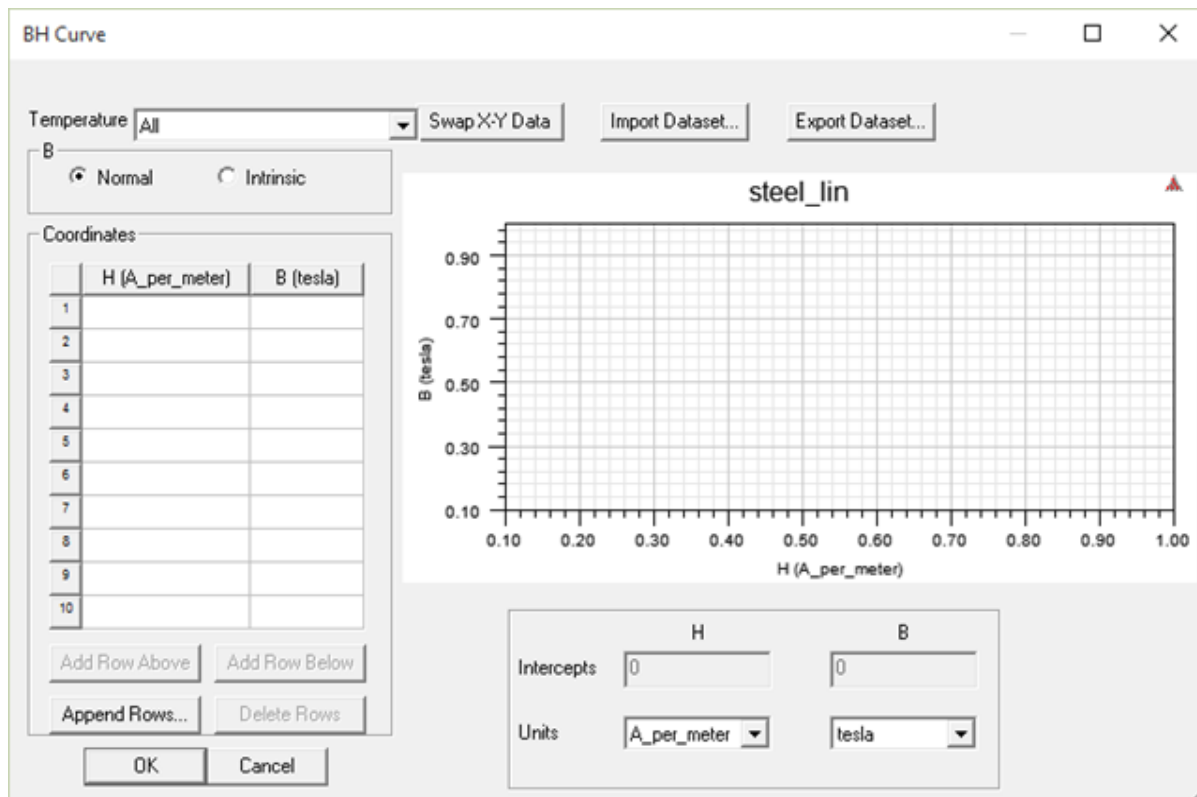 BH Curve
Temperature All Swap X-Y Data Import Dataset... Export Dataset...
B
Normal Intrinsic
Coordinates
H (A_per_meter) B (tesla)
1
2
3
4
5
6
7
8
9
10
Add Row Above Add Row Below
Append Rows... Delete Rows
OK Cancel
steel_lin
B (tesla)
0.90
0.70
0.50
0.30
0.10
0.10 0.20 0.30 0.40 0.50 0.60 0.70 0.80 0.90 1.00
H (A_per_meter)
H B
Intercepts 0 0
Units A_per_meter tesla